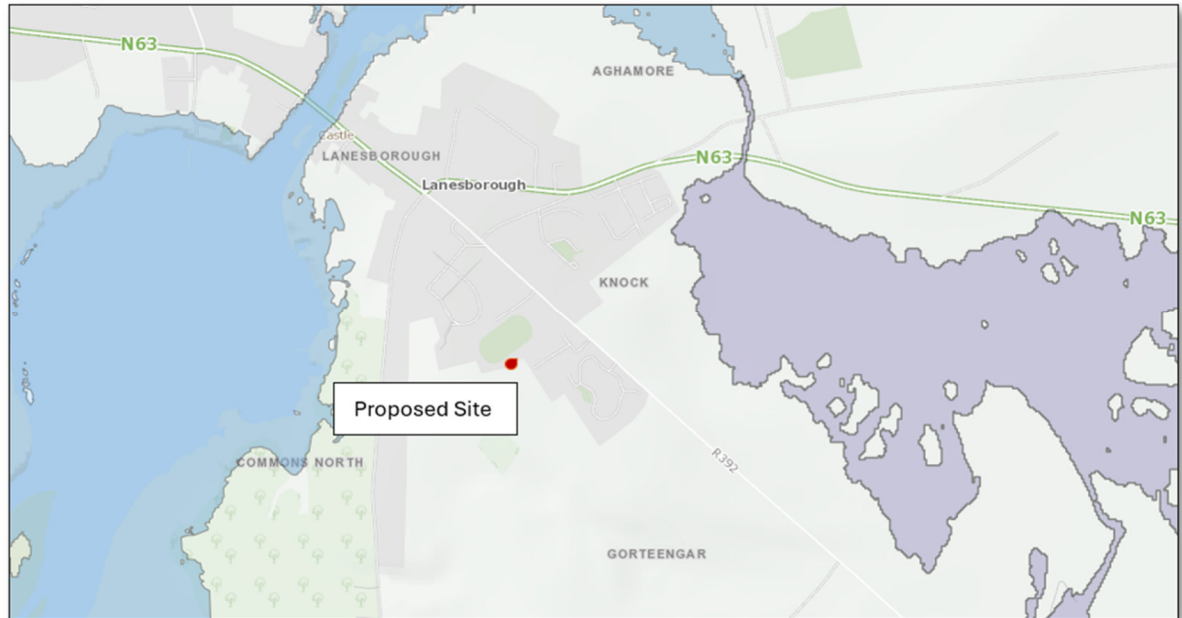 N63
AGHAMORE
Castle
LANESBOROUGH
N63
Lanesborough
N63
KNOCK
Proposed Site
R392
COMMONS NORTH
GORTEENGAR